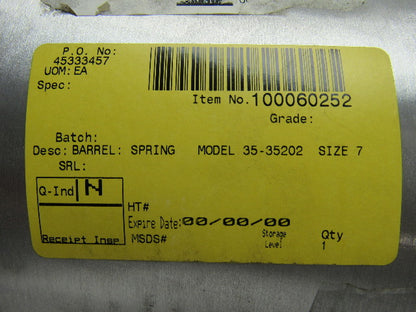 P.O. No:
45333457
UOM: EA
Spec:
Item No. 100060252
Grade:
Batch:
Desc: BARREL: SPRING MODEL 35-35202 SIZE 7
SRL:
Q-Ind N
HT#
Expire Date: 00/00/00
Receipt Insp MSDS#
Storage Level
Qty
1